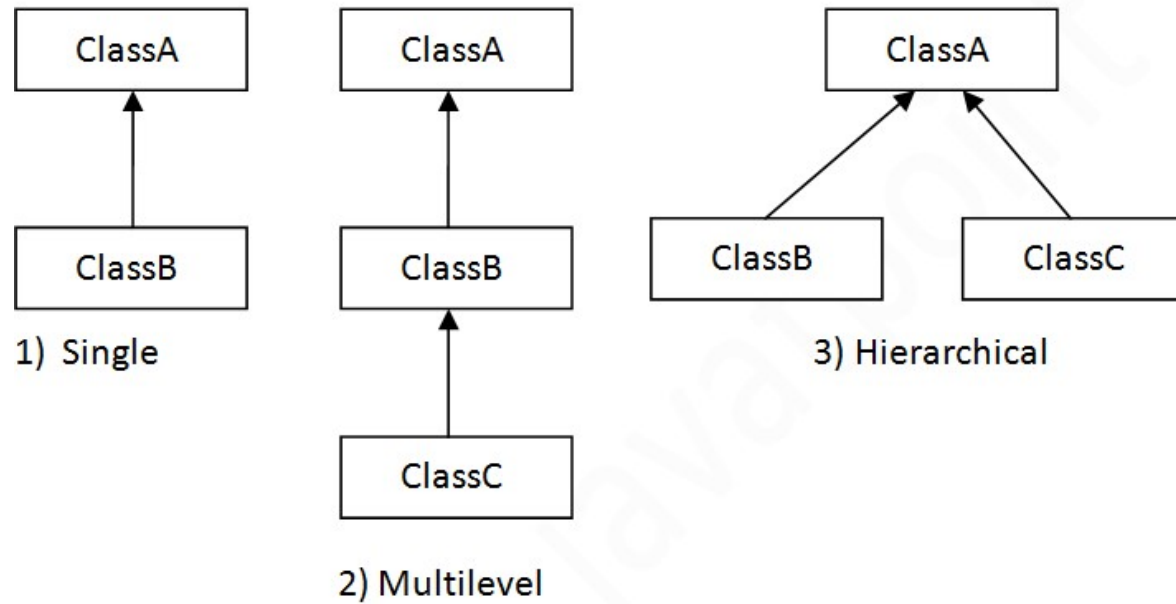 ClassA
ClassB
1) Single
ClassA
ClassB
ClassC
2) Multilevel
ClassA
ClassB
ClassC
3) Hierarchical